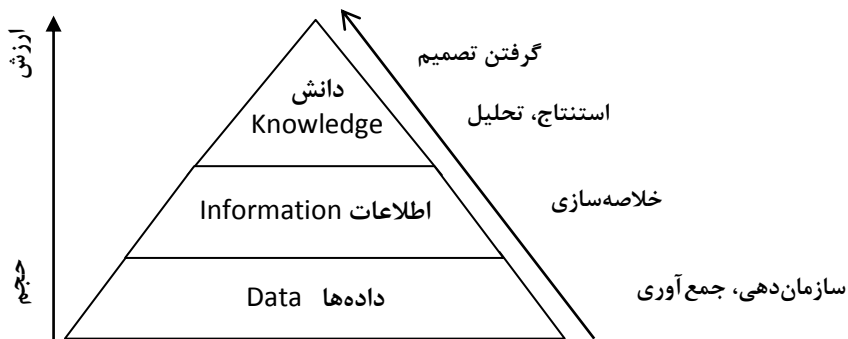 ارزش
گرفتن تصمیم
دانش
Knowledge
استنتاج، تحلیل
اطلاعات Information
خلاصه‌سازی
حجم
داده‌ها Data
سازمان‌دهی، جمع‌آوری